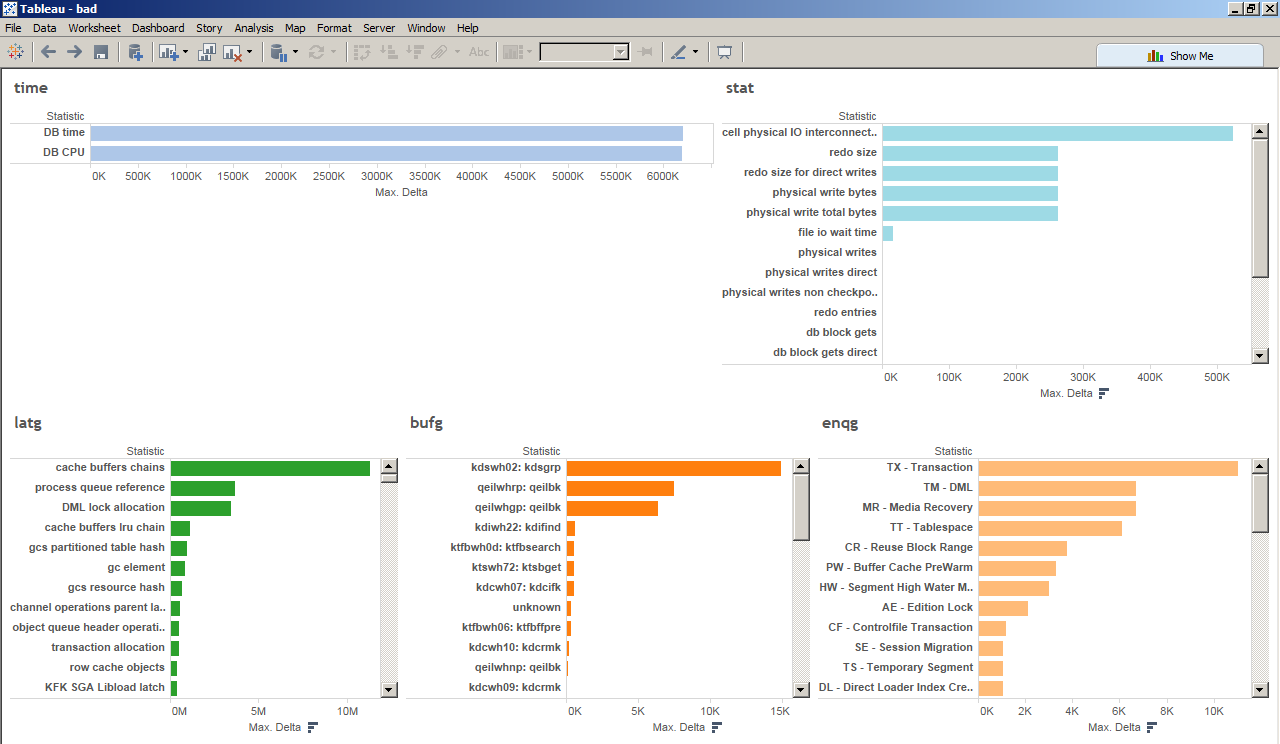 Tableau - bad
File Data Worksheet Dashboard Story Analysis Map Format Server Window Help
Abc
Show Me
time
Statistic
DB time
DB CPU
0K 500K 1000K 1500K 2000K 2500K 3000K 3500K 4000K 4500K 5000K 5500K 6000K
Max. Delta
stat
Statistic
cell physical IO interconnect..
redo size
redo size for direct writes
physical write bytes
physical write total bytes
file io wait time
physical writes
physical writes direct
physical writes non checkpo..
redo entries
db block gets
db block gets direct
0K 100K 200K 300K 400K 500K
Max. Delta
latg
Statistic
cache buffers chains
process queue reference
DML lock allocation
cache buffers lru chain
gcs partitioned table hash
gc element
gcs resource hash
channel operations parent la..
object queue header operati..
transaction allocation
row cache objects
KFK SGA Libload latch
0M 5M 10M
Max. Delta
bufg
Statistic
kdswh02: kdsgrp
qeilwhrp: qeilbk
qeilwhgp: qeilbk
kdiwh22: kdifind
ktfbwh0d: ktfbsearch
ktswh72: ktsbget
kdcwh07: kdcifk
unknown
ktfbwh06: ktfbffpre
kdcwh10: kdcrmk
qeilwhnp: qeilbk
kdcwh09: kdcrmk
0K 5K 10K 15K
Max. Delta
enqg
Statistic
TX - Transaction
TM - DML
MR - Media Recovery
TT - Tablespace
CR - Reuse Block Range
PW - Buffer Cache PreWarm
HW - Segment High Water M..
AE - Edition Lock
CF - Controlfile Transaction
SE - Session Migration
TS - Temporary Segment
DL - Direct Loader Index Cre..
0K 2K 4K 6K 8K 10K
Max. Delta